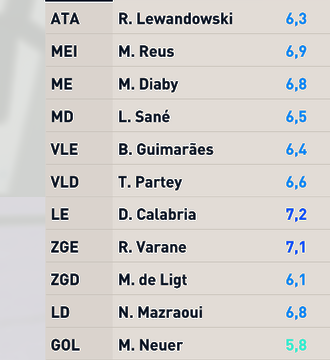 ATA R. Lewandowski 6,3
MEI M. Reus 6,9
ME M. Diaby 6,8
MD L. Sané 6,5
VLE B. Guimarães 6,4
VLD T. Partey 6,6
LE D. Calabria 7,2
ZGE R. Varane 7,1
ZGD M. de Ligt 6,1
LD N. Mazraoui 6,8
GOL M. Neuer 5,8